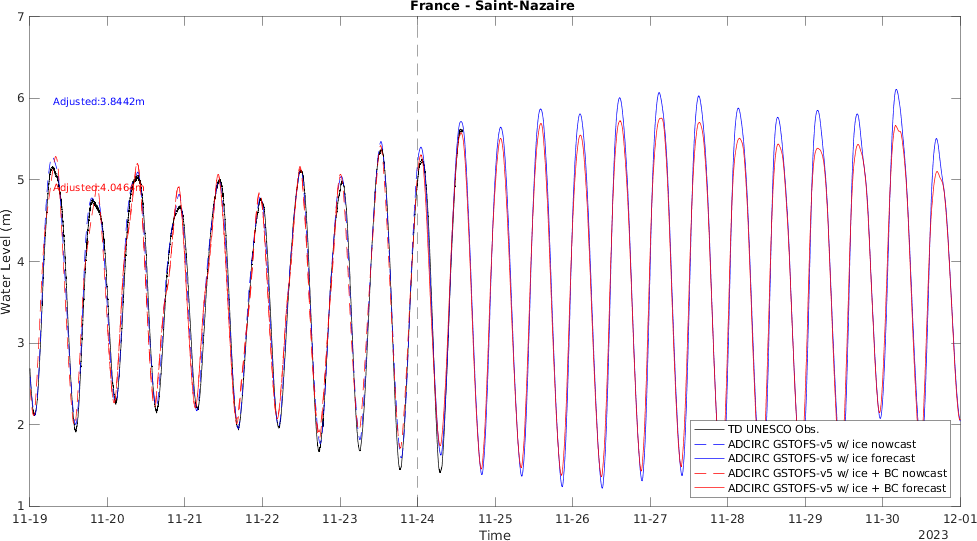 France - Saint-Nazaire
7
6
5
4
3
2
1
Water Level (m)
Adjusted:3.8442m
Adjusted:4.0464m
TD UNESCO Obs.
ADCIRC GSTOFS-v5 w/ ice nowcast
ADCIRC GSTOFS-v5 w/ ice forecast
ADCIRC GSTOFS-v5 w/ ice + BC nowcast
ADCIRC GSTOFS-v5 w/ ice + BC forecast
11-19 11-20 11-21 11-22 11-23 11-24 11-25 11-26 11-27 11-28 11-29 11-30 12-01
Time
2023